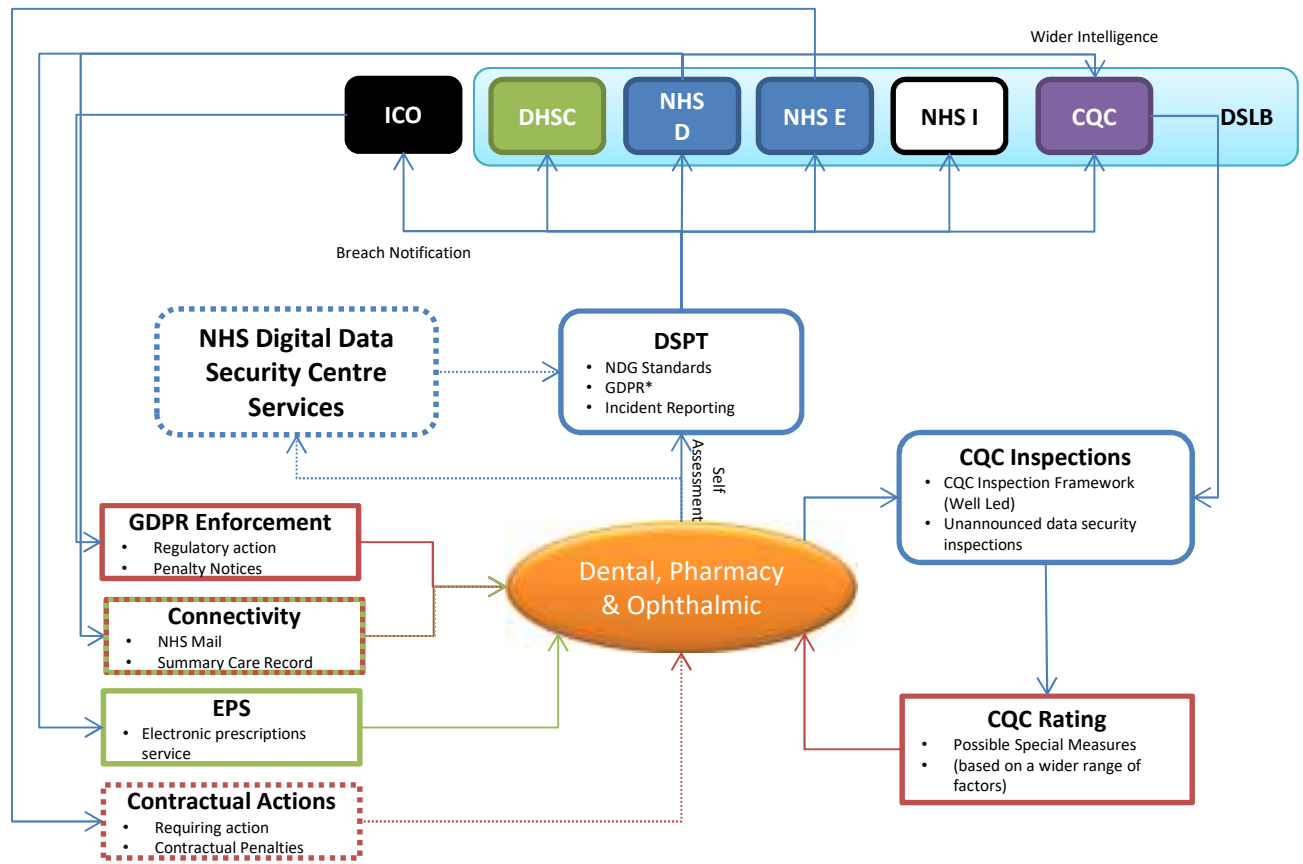 Wider Intelligence
ICO
DHSC
NHS
D
NHS E
NHS I
CQC
DSLB
Breach Notification
NHS Digital Data
Security Centre
Services
DSPT
• NDG Standards
• GDPR*
• Incident Reporting
Self
Assessment
CQC Inspections
• CQC Inspection Framework
(Well Led)
• Unannounced data security
inspections
GDPR Enforcement
• Regulatory action
• Penalty Notices
Dental, Pharmacy
& Ophthalmic
Connectivity
• NHS Mail
• Summary Care Record
EPS
• Electronic prescriptions
service
CQC Rating
• Possible Special Measures
• (based on a wider range of
factors)
Contractual Actions
• Requiring action
• Contractual Penalties